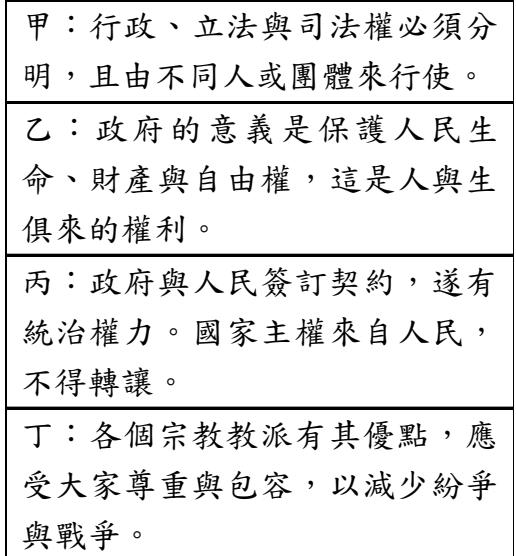 甲：行政、立法與司法權必須分
明，且由不同人或團體來行使。
乙：政府的意義是保護人民生
命、財產與自由權，這是人與生
俱來的權利。
丙：政府與人民簽訂契約，遂有
統治權力。國家主權來自人民，
不得轉讓。
丁：各個宗教教派有其優點，應
受大家尊重與包容，以減少紛爭
與戰爭。